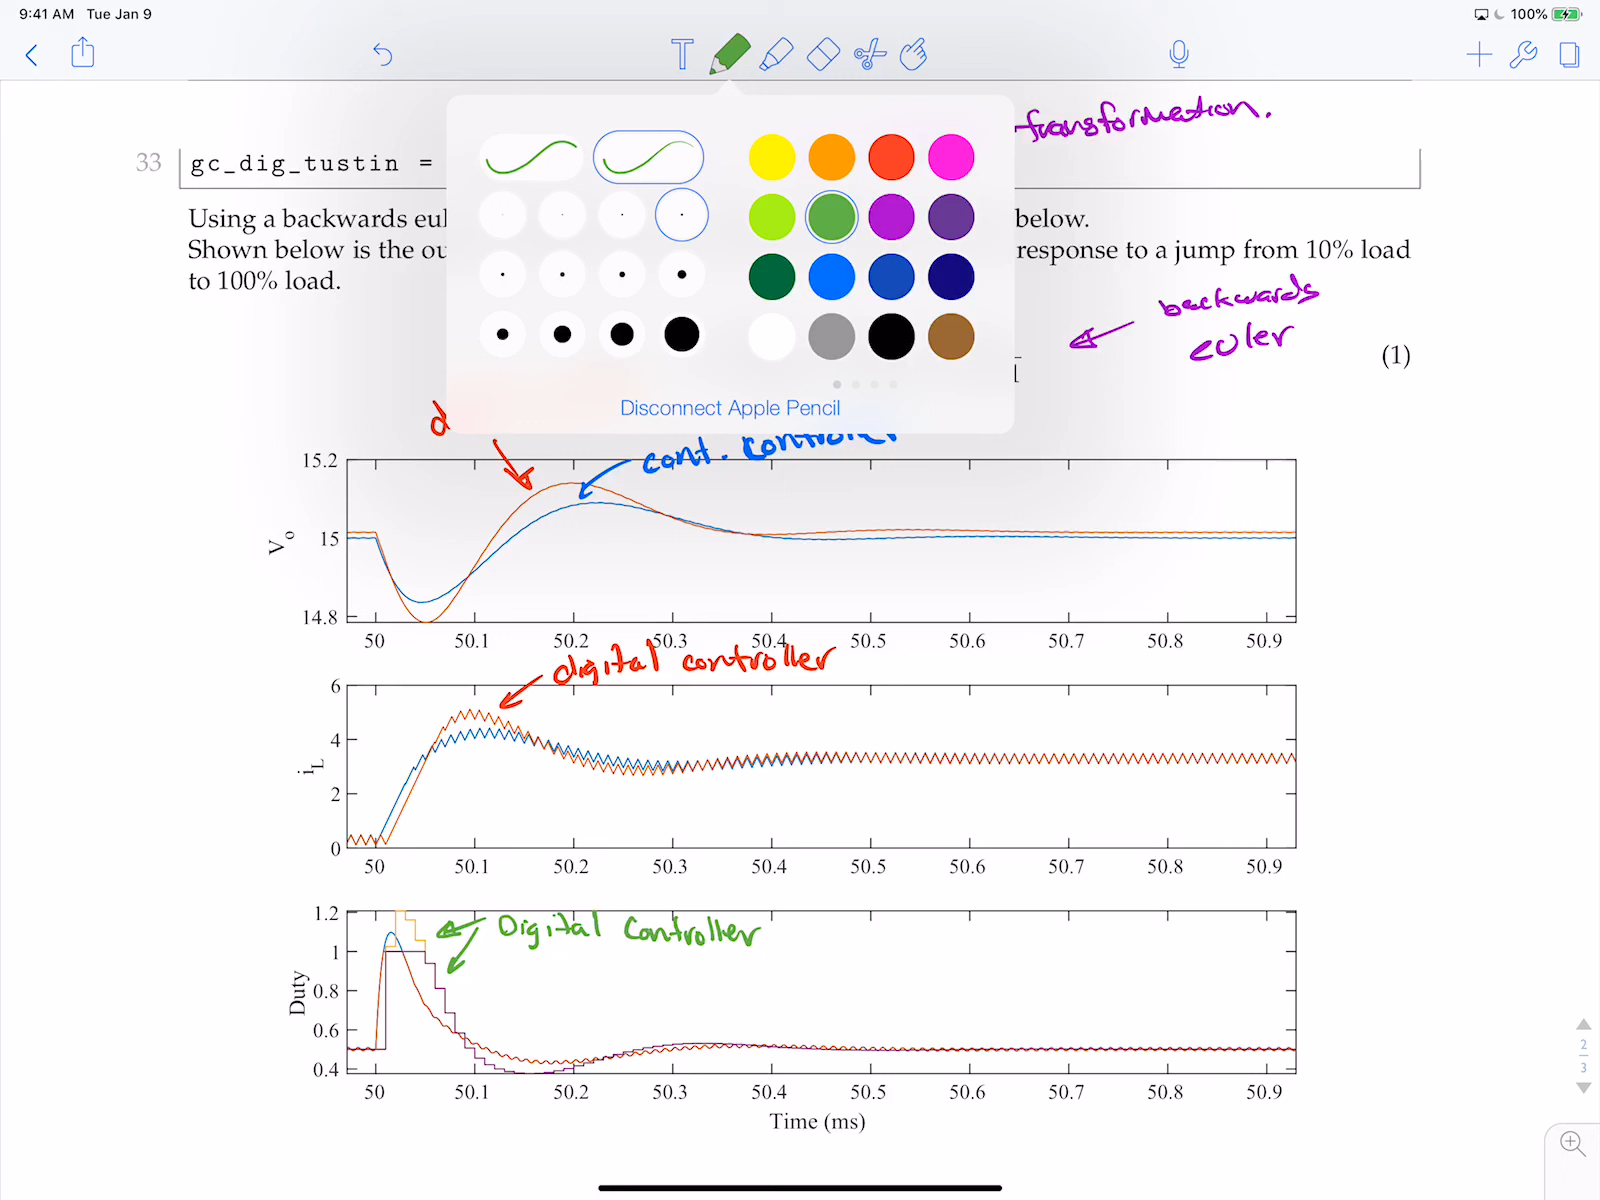 9:41 AM Tue Jan 9
100%
T
transformation.
33 gc_dig_tustin =
Using a backwards eul below.
Shown below is the ou response to a jump from 10% load
to 100% load.
backwards
euler
(1)
Disconnect Apple Pencil
d
cont. controller
15.2
15
14.8
Vo
50 50.1 50.2 50.3 50.4 50.5 50.6 50.7 50.8 50.9
digital controller
6
4
2
0
iL
50 50.1 50.2 50.3 50.4 50.5 50.6 50.7 50.8 50.9
Digital Controller
1.2
1
0.8
0.6
0.4
Duty
50 50.1 50.2 50.3 50.4 50.5 50.6 50.7 50.8 50.9
Time (ms)
2
3